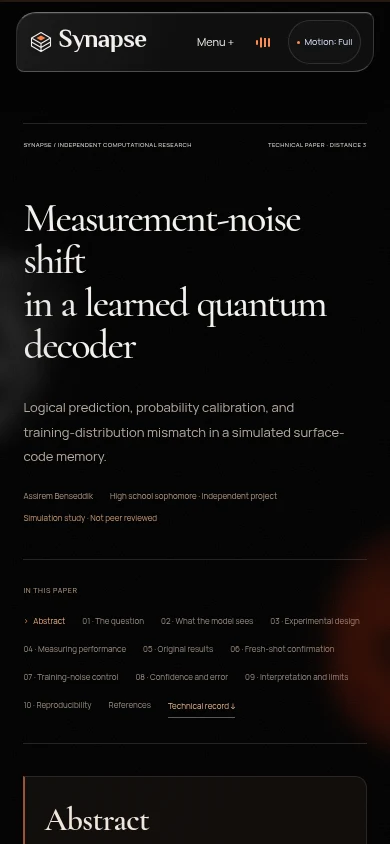 Synapse
Menu +
Motion: Full
SYNAPSE / INDEPENDENT COMPUTATIONAL RESEARCH
TECHNICAL PAPER · DISTANCE 3
Measurement-noise
shift
in a learned quantum
decoder
Logical prediction, probability calibration, and
training-distribution mismatch in a simulated surface-
code memory.
Assirem Benseddik High school sophomore · Independent project
Simulation study · Not peer reviewed
IN THIS PAPER
› Abstract 01 · The question 02 · What the model sees 03 · Experimental design
04 · Measuring performance 05 · Original results 06 · Fresh-shot confirmation
07 · Training-noise control 08 · Confidence and error 09 · Interpretation and limits
10 · Reproducibility References Technical record ↓
Abstract